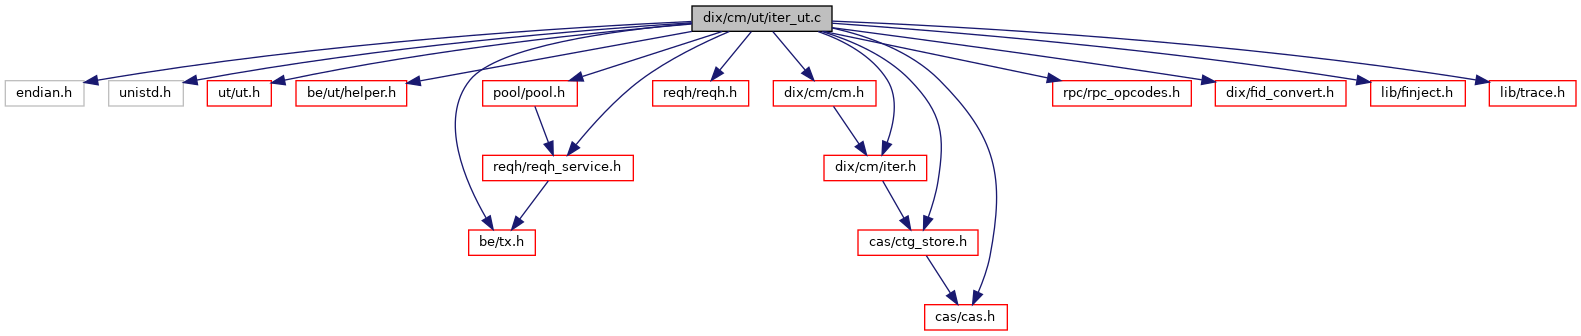 dix/cm/ut/iter_ut.c
endian.h
unistd.h
ut/ut.h
be/ut/helper.h
pool/pool.h
reqh/reqh.h
dix/cm/cm.h
rpc/rpc_opcodes.h
dix/fid_convert.h
lib/finject.h
lib/trace.h
reqh/reqh_service.h
dix/cm/iter.h
be/tx.h
cas/ctg_store.h
cas/cas.h